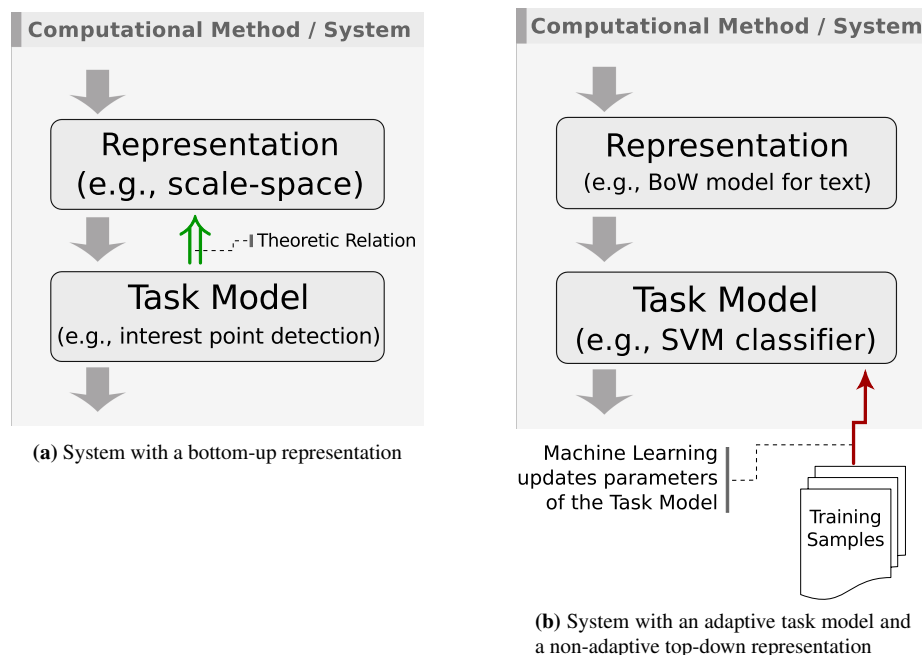 Computational Method / System
Representation
(e.g., scale-space)
Theoretic Relation
Task Model
(e.g., interest point detection)
(a) System with a bottom-up representation
Computational Method / System
Representation
(e.g., BoW model for text)
Task Model
(e.g., SVM classifier)
Machine Learning
updates parameters
of the Task Model
Training
Samples
(b) System with an adaptive task model and
a non-adaptive top-down representation